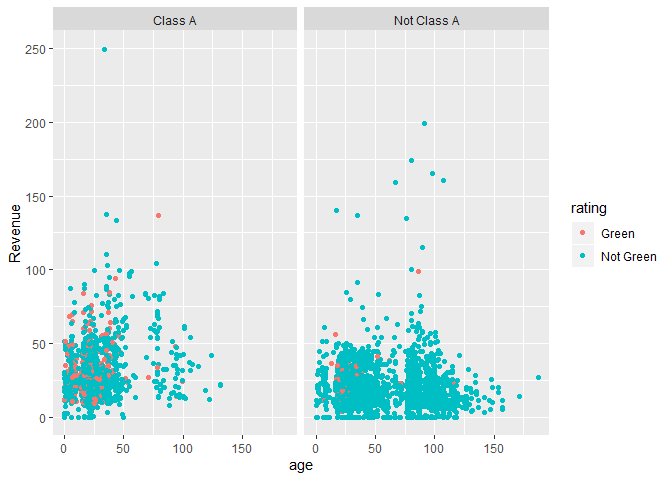 Class A
Not Class A
250
200
150
100
50
0
Revenue
0 50 100 150
0 50 100 150
age
rating
Green
Not Green